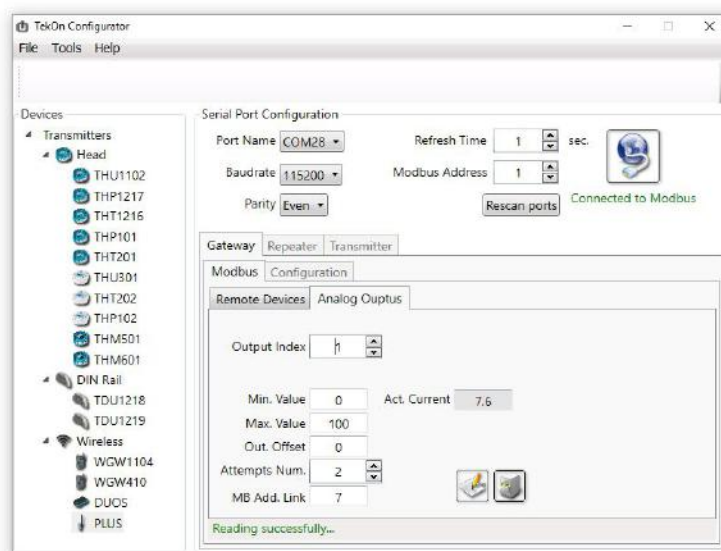 TekOn Configurator
File Tools Help
Devices
Transmitters
Head
THU1102
THP1217
THT1216
THP101
THT201
THU301
THT202
THP102
THM501
THM601
DIN Rail
TDU1218
TDU1219
Wireless
WGW1104
WGW410
DUOS
PLUS
Serial Port Configuration
Port Name COM28 Refresh Time 1 sec.
Baudrate 115200 Modbus Address 1
Parity Even Rescan ports Connected to Modbus
Gateway Repeater Transmitter
Modbus Configuration
Remote Devices Analog Ouptus
Output Index 1
Min. Value 0 Act. Current 7.6
Max. Value 100
Out. Offset 0
Attempts Num. 2
MB Add. Link 7
Reading successfully...